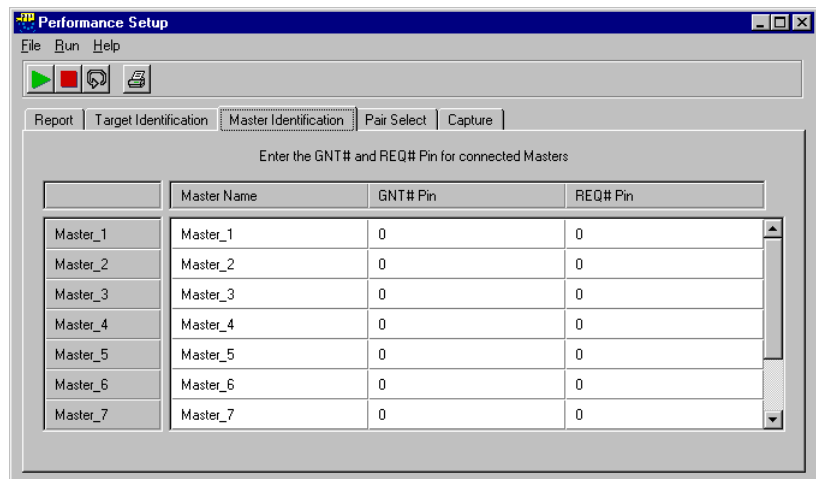 Performance Setup
File Run Help
Report Target Identification Master Identification Pair Select Capture
Enter the GNT# and REQ# Pin for connected Masters
Master Name GNT# Pin REQ# Pin
Master_1 Master_1 0 0
Master_2 Master_2 0 0
Master_3 Master_3 0 0
Master_4 Master_4 0 0
Master_5 Master_5 0 0
Master_6 Master_6 0 0
Master_7 Master_7 0 0